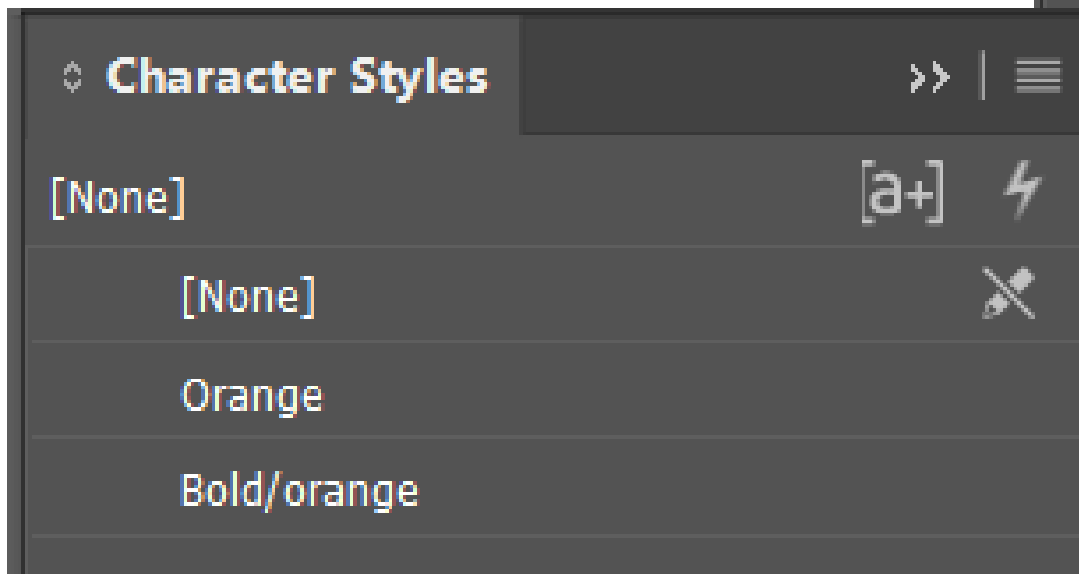 Character Styles
[None] [a+]
[None]
Orange
Bold/orange